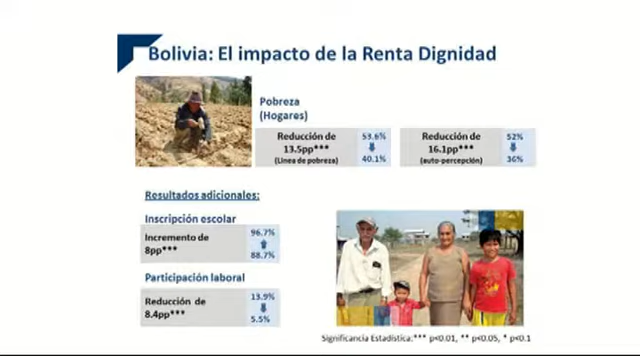 Bolivia: El impacto de la Renta Dignidad
Pobreza
(Hogares)
Reducción de
13.5pp***
(Linea de pobreza)
53.6%
40.1%
Reducción de
16.1pp***
(auto-percepción)
52%
36%
Resultados adicionales:
Inscripción escolar
Incremento de
8pp***
96.7%
88.7%
Participación laboral
Reducción de
8.4pp***
13.9%
5.5%
Significancia Estadística:*** p<0.01, ** p<0.05, * p<0.1